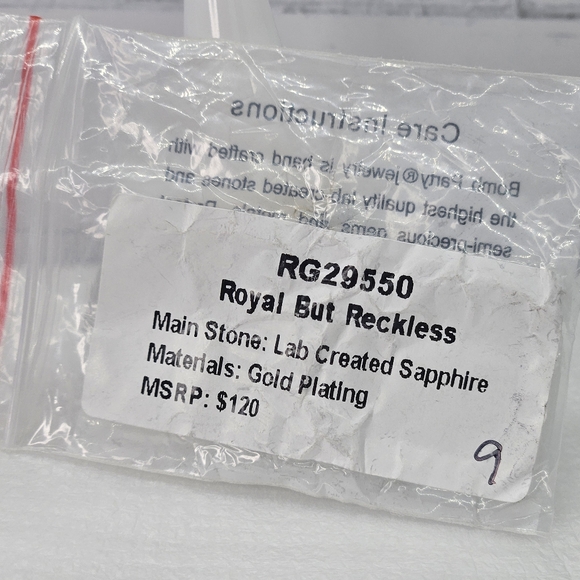 Care Instructions
Bomb Party® jewelry is hand crafted with
the highest quality lab created stones and
semi-precious gems and
RG29550
Royal But Reckless
Main Stone: Lab Created Sapphire
Materials: Gold Plating
MSRP: $120
9